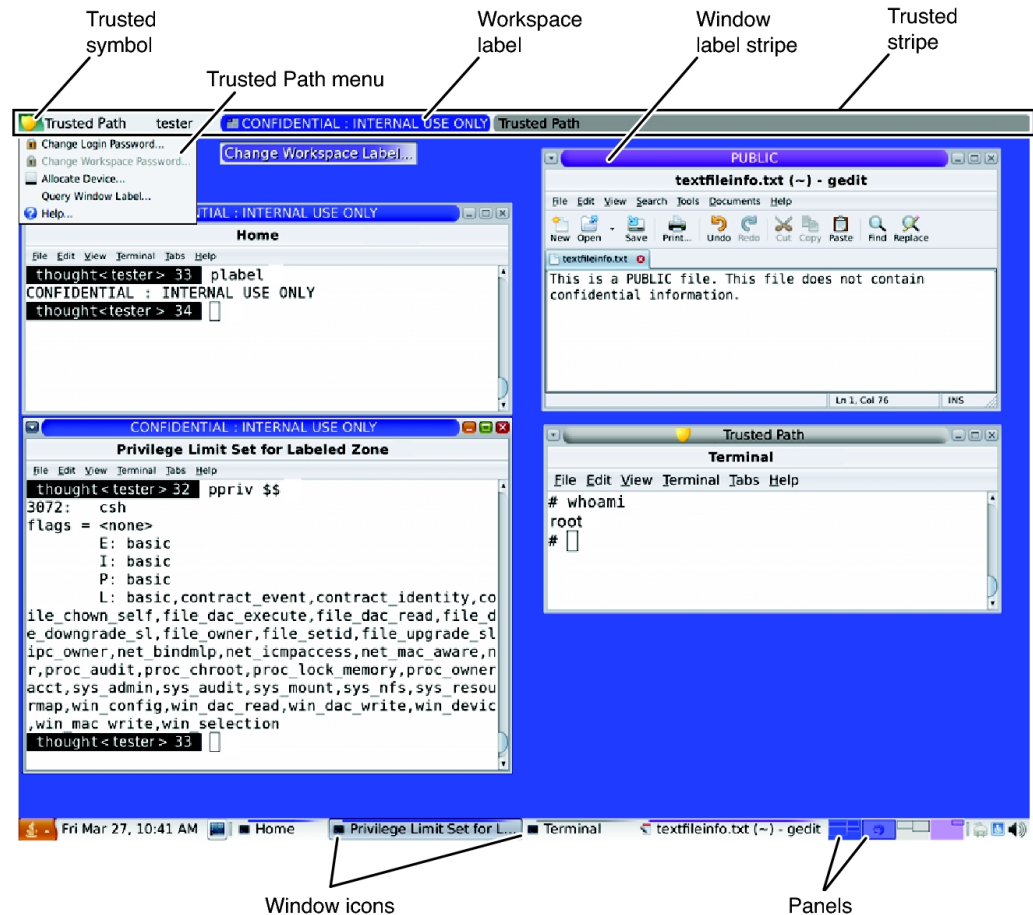 Trusted
symbol
Workspace
label
Window
label stripe
Trusted
stripe
Trusted Path menu
Trusted Path tester CONFIDENTIAL : INTERNAL USE ONLY Trusted Path
Change Login Password...
Change Workspace Password...
Allocate Device...
Query Window Label...
Help...
Change Workspace Label...
TIAL : INTERNAL USE ONLY
Home
File Edit View Terminal Tabs Help
thought<tester> 33 plabel
CONFIDENTIAL : INTERNAL USE ONLY
thought<tester> 34
PUBLIC
textfileinfo.txt (~) - gedit
File Edit View Search Tools Documents Help
New Open Save Print... Undo Redo Cut Copy Paste Find Replace
textfileinfo.txt
This is a PUBLIC file. This file does not contain
confidential information.
Ln 1, Col 76 INS
CONFIDENTIAL : INTERNAL USE ONLY
Privilege Limit Set for Labeled Zone
File Edit View Terminal Tabs Help
thought<tester> 32 ppriv $$
3072: csh
flags = <none>
E: basic
I: basic
P: basic
L: basic,contract_event,contract_identity,co
ile_chown_self,file_dac_execute,file_dac_read,file_d
e_downgrade_sl,file_owner,file_setid,file_upgrade_sl
ipc_owner,net_bindmlp,net_icmpaccess,net_mac_aware,n
r,proc_audit,proc_chroot,proc_lock_memory,proc_owner
acct,sys_admin,sys_audit,sys_mount,sys_nfs,sys_resou
rmap,win_config,win_dac_read,win_dac_write,win_devic
,win_mac_write,win_selection
thought<tester> 33
Trusted Path
Terminal
File Edit View Terminal Tabs Help
# whoami
root
#
Fri Mar 27, 10:41 AM Home Privilege Limit Set for L... Terminal textfileinfo.txt (~) - gedit
Window icons
Panels